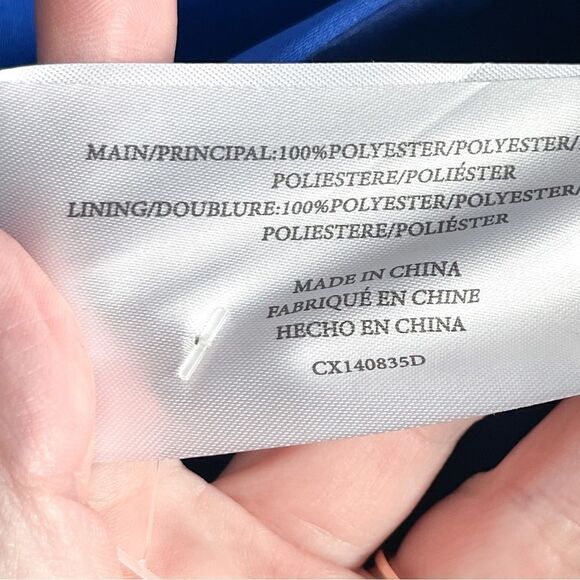 MAIN/PRINCIPAL:100%POLYESTER/POLYESTER/
POLIESTERE/POLIÉSTER
LINING/DOUBLURE:100%POLYESTER/POLYESTER/
POLIESTERE/POLIÉSTER
MADE IN CHINA
FABRIQUÉ EN CHINE
HECHO EN CHINA
CX140835D